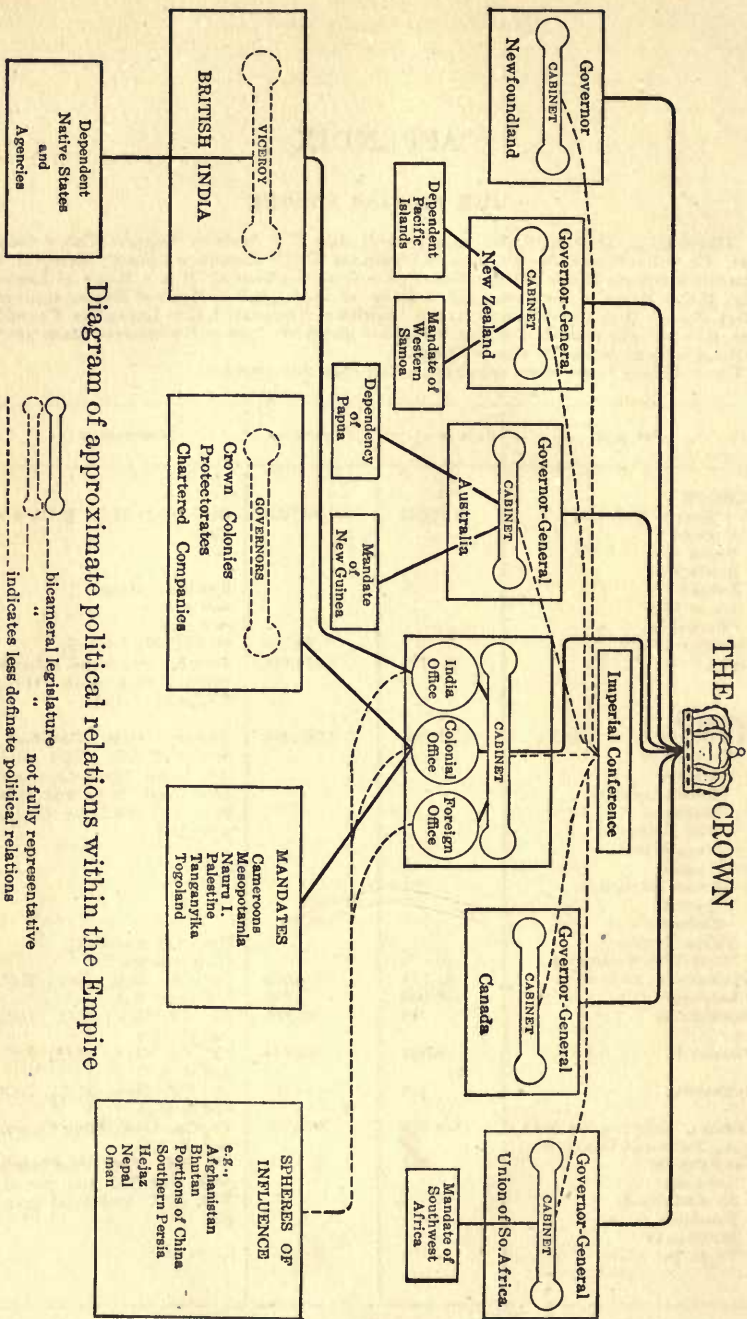 THE CROWN
Imperial Conference
Governor
CABINET
Newfoundland
Governor-General
CABINET
New Zealand
Dependent
Pacific
Islands
Mandate of
Western
Samoa
Governor-General
CABINET
Australia
Dependency
of
Papua
Mandate
of
New Guinea
CABINET
India
Office
Colonial
Office
Foreign
Office
Governor-General
CABINET
Canada
Governor-General
CABINET
Union of So. Africa
Mandate of
Southwest
Africa
VICEROY
BRITISH INDIA
Dependent
Native States
and
Agencies
GOVERNORS
Crown Colonies
Protectorates
Chartered Companies
MANDATES
Cameroons
Mesopotamia
Nauru I.
Palestine
Tanganyika
Togoland
SPHERES OF
INFLUENCE
e.g.,
Afghanistan
Bhutan
Portions of China
Southern Persia
Hejaz
Nepal
Oman
Diagram of approximate political relations within the Empire
bicameral legislature
“ “ not fully representative
indicates less definate political relations